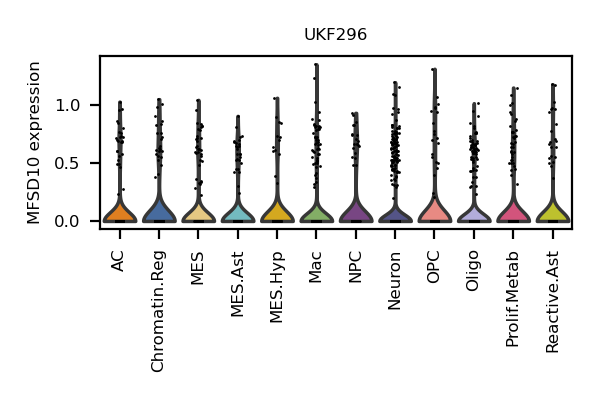 UKF296
MFSD10 expression
1.0
0.5
0.0
AC
Chromatin.Reg
MES
MES.Ast
MES.Hyp
Mac
NPC
Neuron
OPC
Oligo
Prolif.Metab
Reactive.Ast